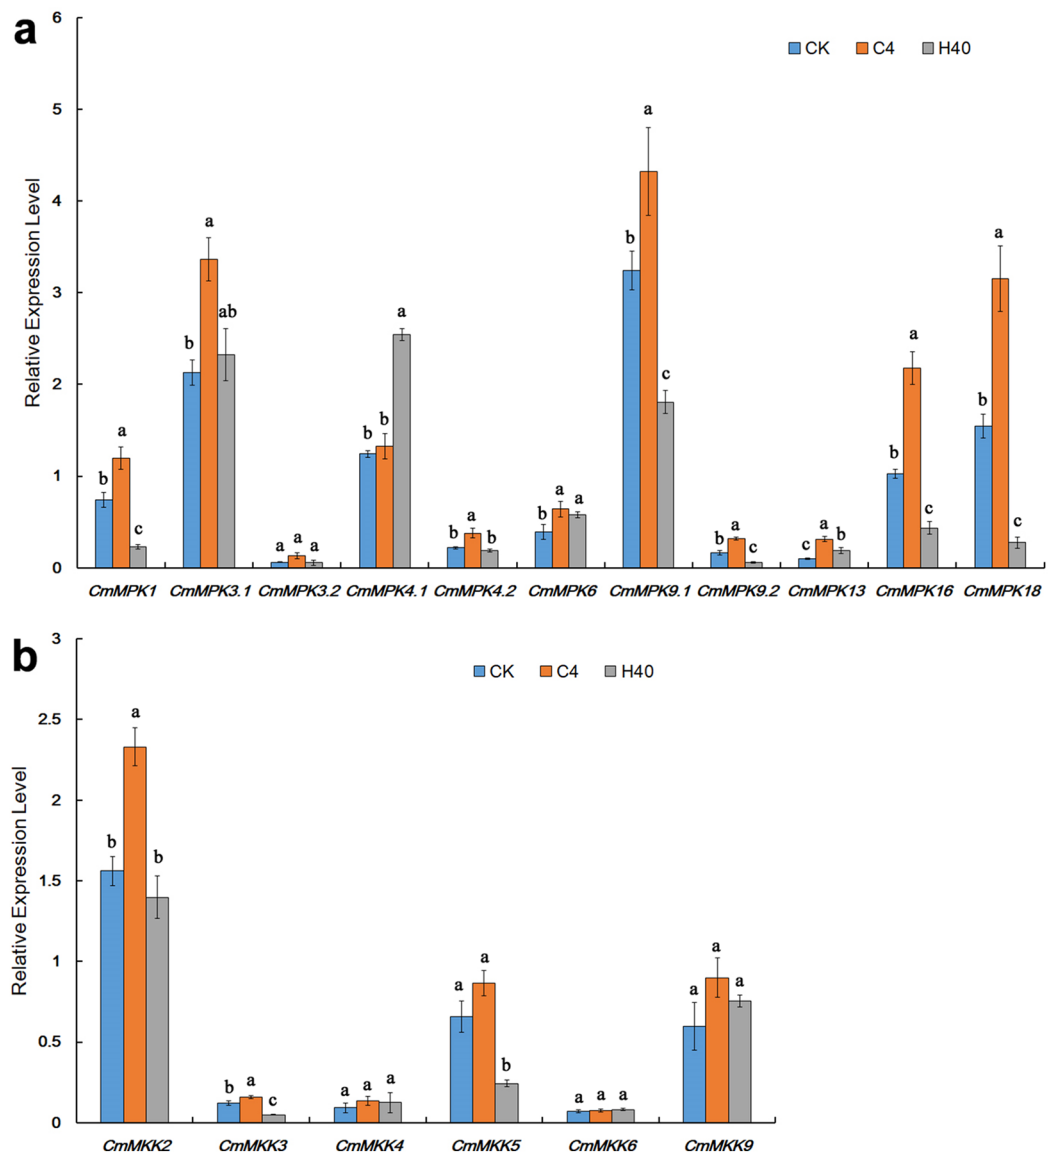 a
6
CK C4 H40
5
a
4
a
a
b
Relative Expression Level
3
ab
b
a
b
2
c
b
a
b b
b
1
b
a
a
b
c
a
b
b
a
b
c
a
c
b
c
c
a a a
0
CmMPK1 CmMPK3.1 CmMPK3.2 CmMPK4.1 CmMPK4.2 CmMPK6 CmMPK9.1 CmMPK9.2 CmMPK13 CmMPK16 CmMPK18
b
3
CK C4 H40
a
2.5
2
Relative Expression Level
b
b
1.5
a
a
1
a
a
a
b
0.5
b a c
a a a
a a a
0
CmMKK2 CmMKK3 CmMKK4 CmMKK5 CmMKK6 CmMKK9